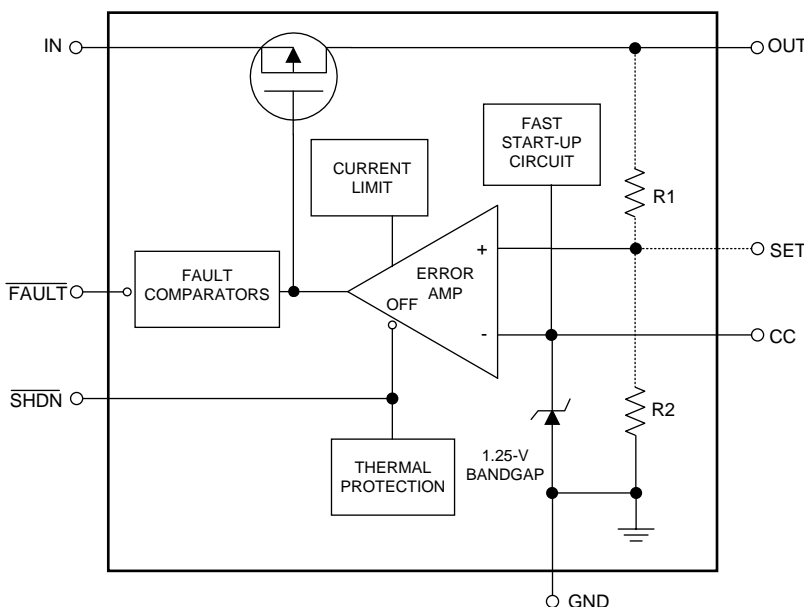 IN
OUT
FAST
START-UP
CIRCUIT
CURRENT
LIMIT
R1
+
SET
FAULT
FAULT
COMPARATORS
ERROR
AMP
OFF
-
CC
SHDN
R2
THERMAL
PROTECTION
1.25-V
BANDGAP
GND